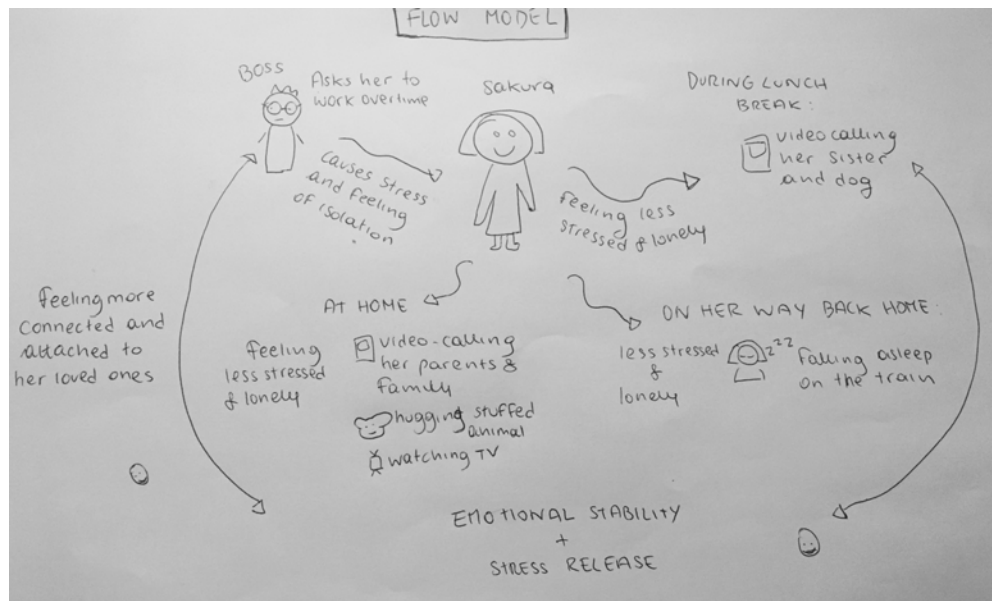 FLOW MODEL
BOSS
Asks her to
work overtime
causes stress
and feeling
of isolation
Sakura
feeling less
stressed & lonely
DURING LUNCH
BREAK:
video calling
her sister
and dog
feeling more
connected and
attached to
her loved ones
AT HOME
feeling
less stressed
& lonely
video-calling
her parents &
family
hugging stuffed
animal
watching TV
ON HER WAY BACK HOME:
less stressed
&
lonely
zzz
falling asleep
on the train
EMOTIONAL STABILITY
+
STRESS RELEASE